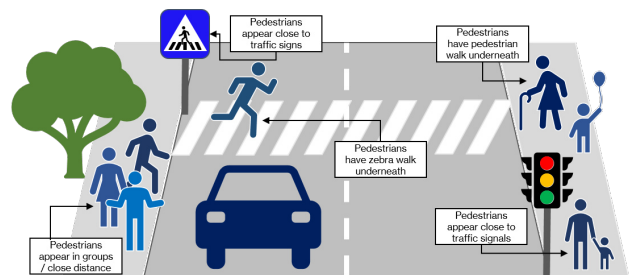 Pedestrians
appear close to
traffic signs
Pedestrians
have pedestrian
walk underneath
Pedestrians
have zebra walk
underneath
Pedestrians
appear in groups
/ close distance
Pedestrians
appear close to
traffic signals